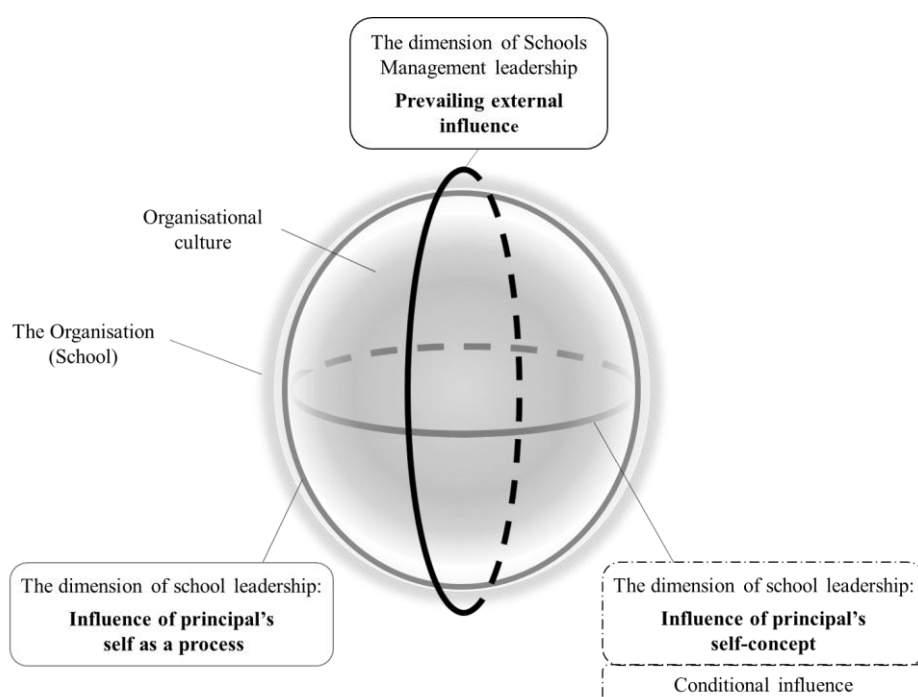 The dimension of Schools
Management leadership
Prevailing external
influence
Organisational
culture
The Organisation
(School)
The dimension of school leadership:
Influence of principal's
self as a process
The dimension of school leadership:
Influence of principal's
self-concept
Conditional influence